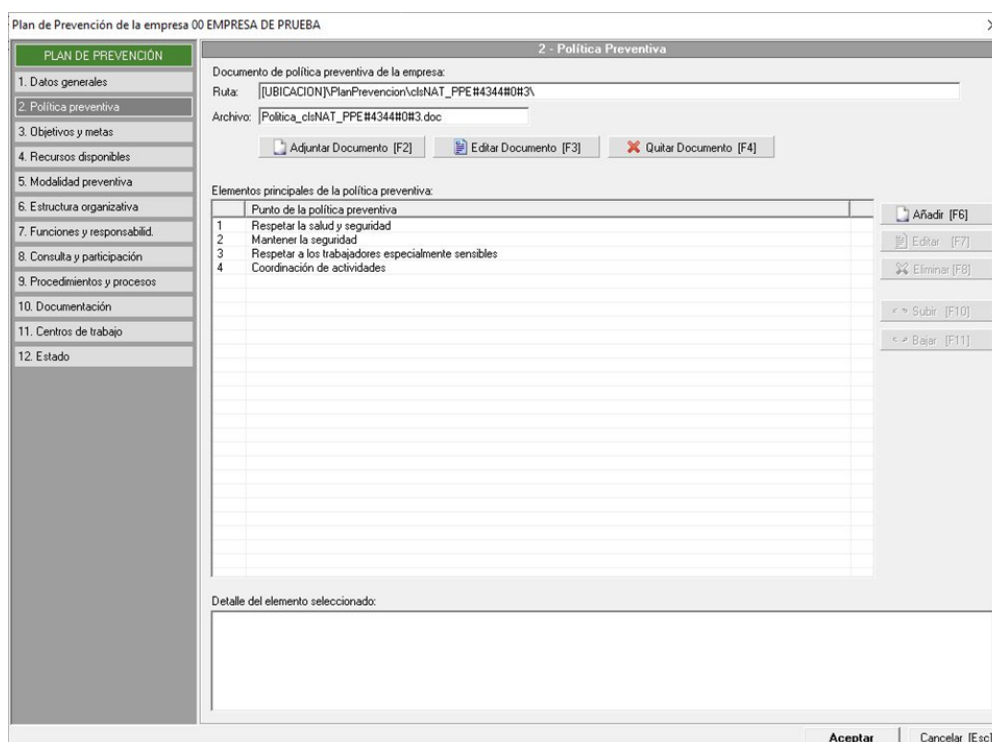 Plan de Prevención de la empresa 00 EMPRESA DE PRUEBA
PLAN DE PREVENCIÓN
1. Datos generales
2. Política preventiva
3. Objetivos y metas
4. Recursos disponibles
5. Modalidad preventiva
6. Estructura organizativa
7. Funciones y responsabilid.
8. Consulta y participación
9. Procedimientos y procesos
10. Documentación
11. Centros de trabajo
12. Estado
2 - Política Preventiva
Documento de política preventiva de la empresa:
Ruta: [UBICACION]\PlanPrevencion\clsNAT_PPE#4344#0#3\
Archivo: Politica_clsNAT_PPE#4344#0#3.doc
Adjuntar Documento [F2] Editar Documento [F3] Quitar Documento [F4]
Elementos principales de la política preventiva:
Punto de la política preventiva
1 Respetar la salud y seguridad
2 Mantener la seguridad
3 Respetar a los trabajadores especialmente sensibles
4 Coordinación de actividades
Añadir [F6]
Editar [F7]
Eliminar [F8]
Subir [F10]
Bajar [F11]
Detalle del elemento seleccionado:
Aceptar Cancelar [Esc]